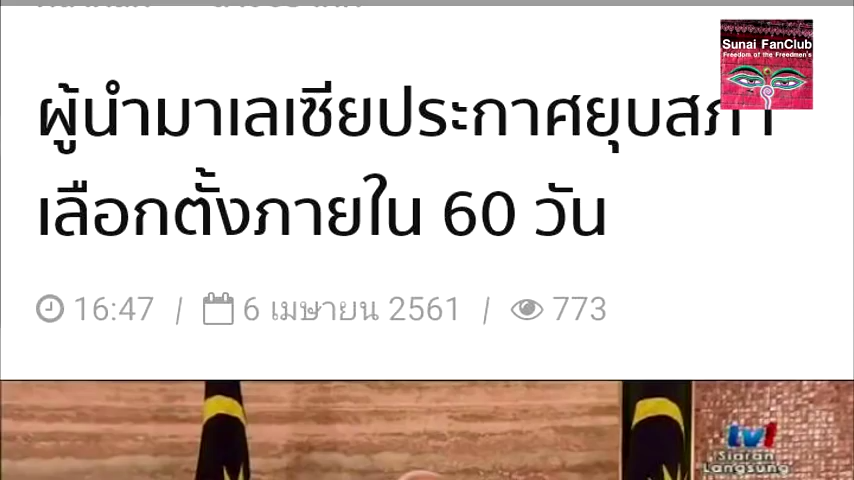 Sunai FanClub
Freedom of the Freedmen's
ผู้นำมาเลเซียประกาศยุบสภา
เลือกตั้งภายใน 60 วัน
16:47 / 6 เมษายน 2561 / 773
tv1
Siaran
Langsung